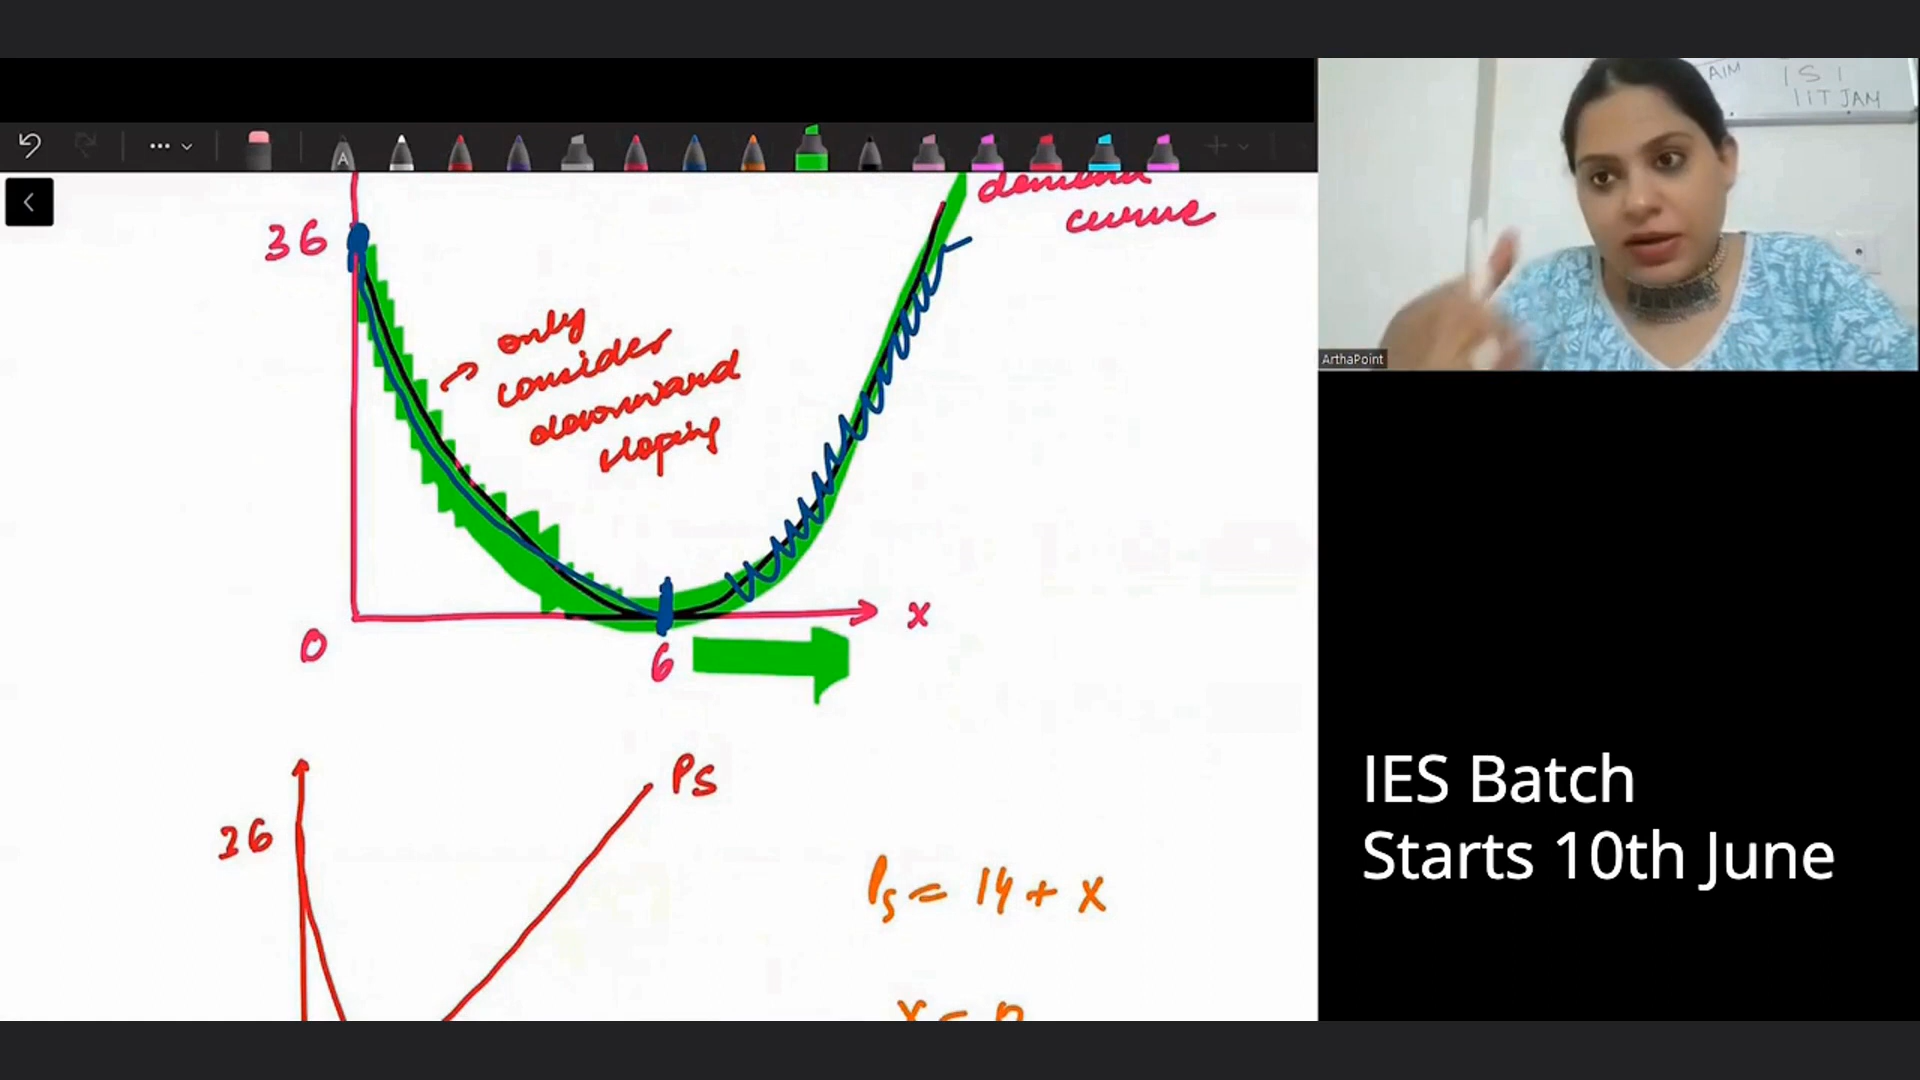 AIM
ISI
IIT JAM
A
demand
curve
36
only
consider
downward
sloping
ArthaPoint
x
0
6
IES Batch
Starts 10th June
PS
36
Ps = 14 + x